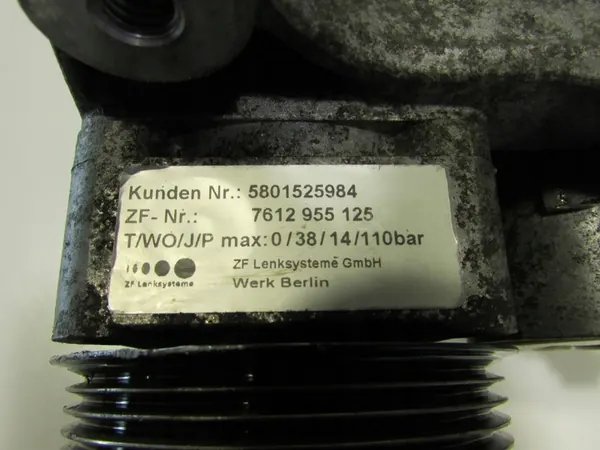 Kunden Nr.: 5801525984
ZF- Nr.: 7612 955 125
T/WO/J/P max: 0/38/14/110bar
ZF Lenksysteme GmbH
ZF Lenksysteme
Werk Berlin